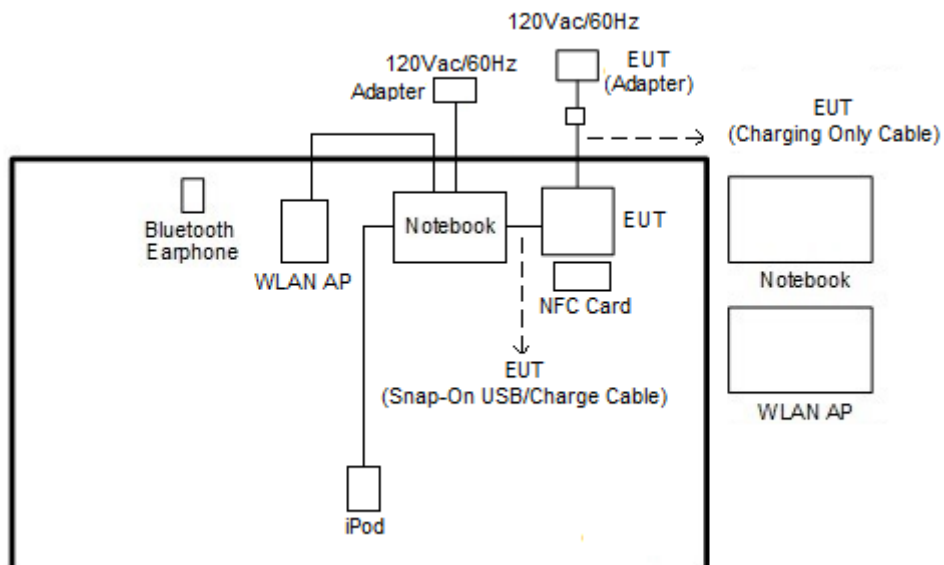 120Vac/60Hz
EUT
(Adapter)
120Vac/60Hz
Adapter
EUT
(Charging Only Cable)
Bluetooth
Earphone
WLAN AP
Notebook
EUT
NFC Card
EUT
(Snap-On USB/Charge Cable)
iPod
Notebook
WLAN AP